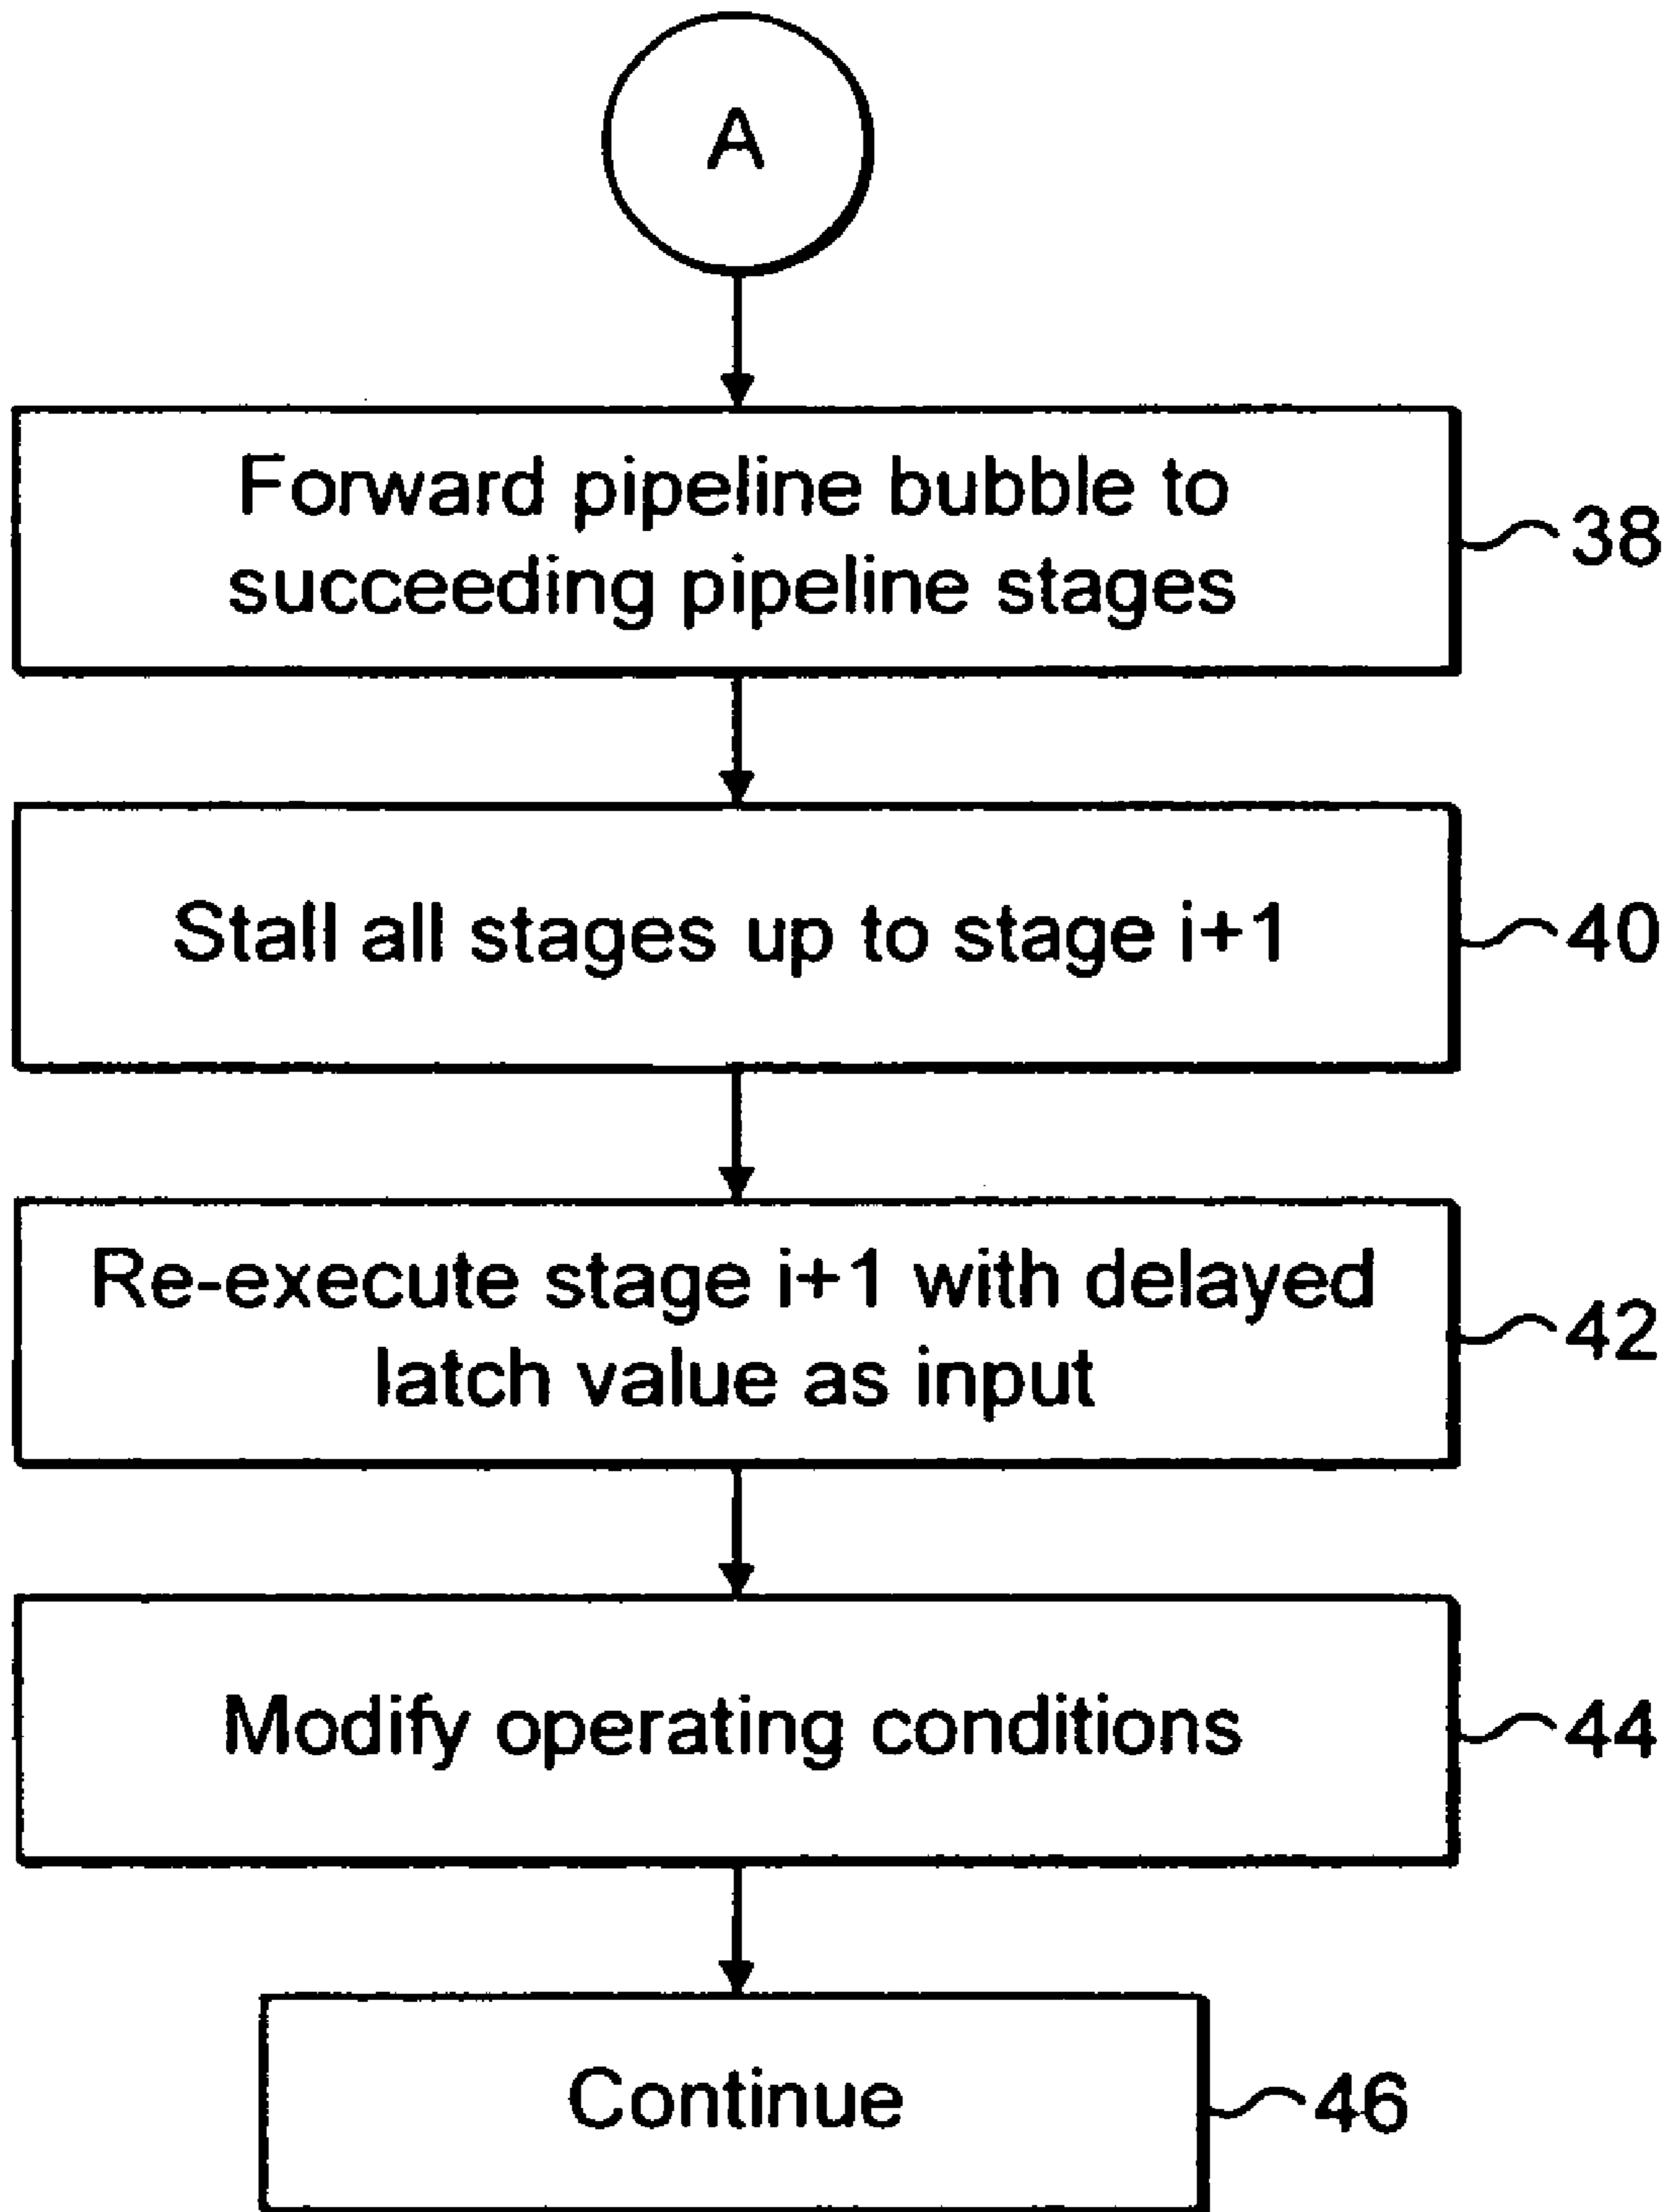 A
Forward pipeline bubble to
succeeding pipeline stages
38
Stall all stages up to stage i+1
40
Re-execute stage i+1 with delayed
latch value as input
42
Modify operating conditions
44
Continue
46